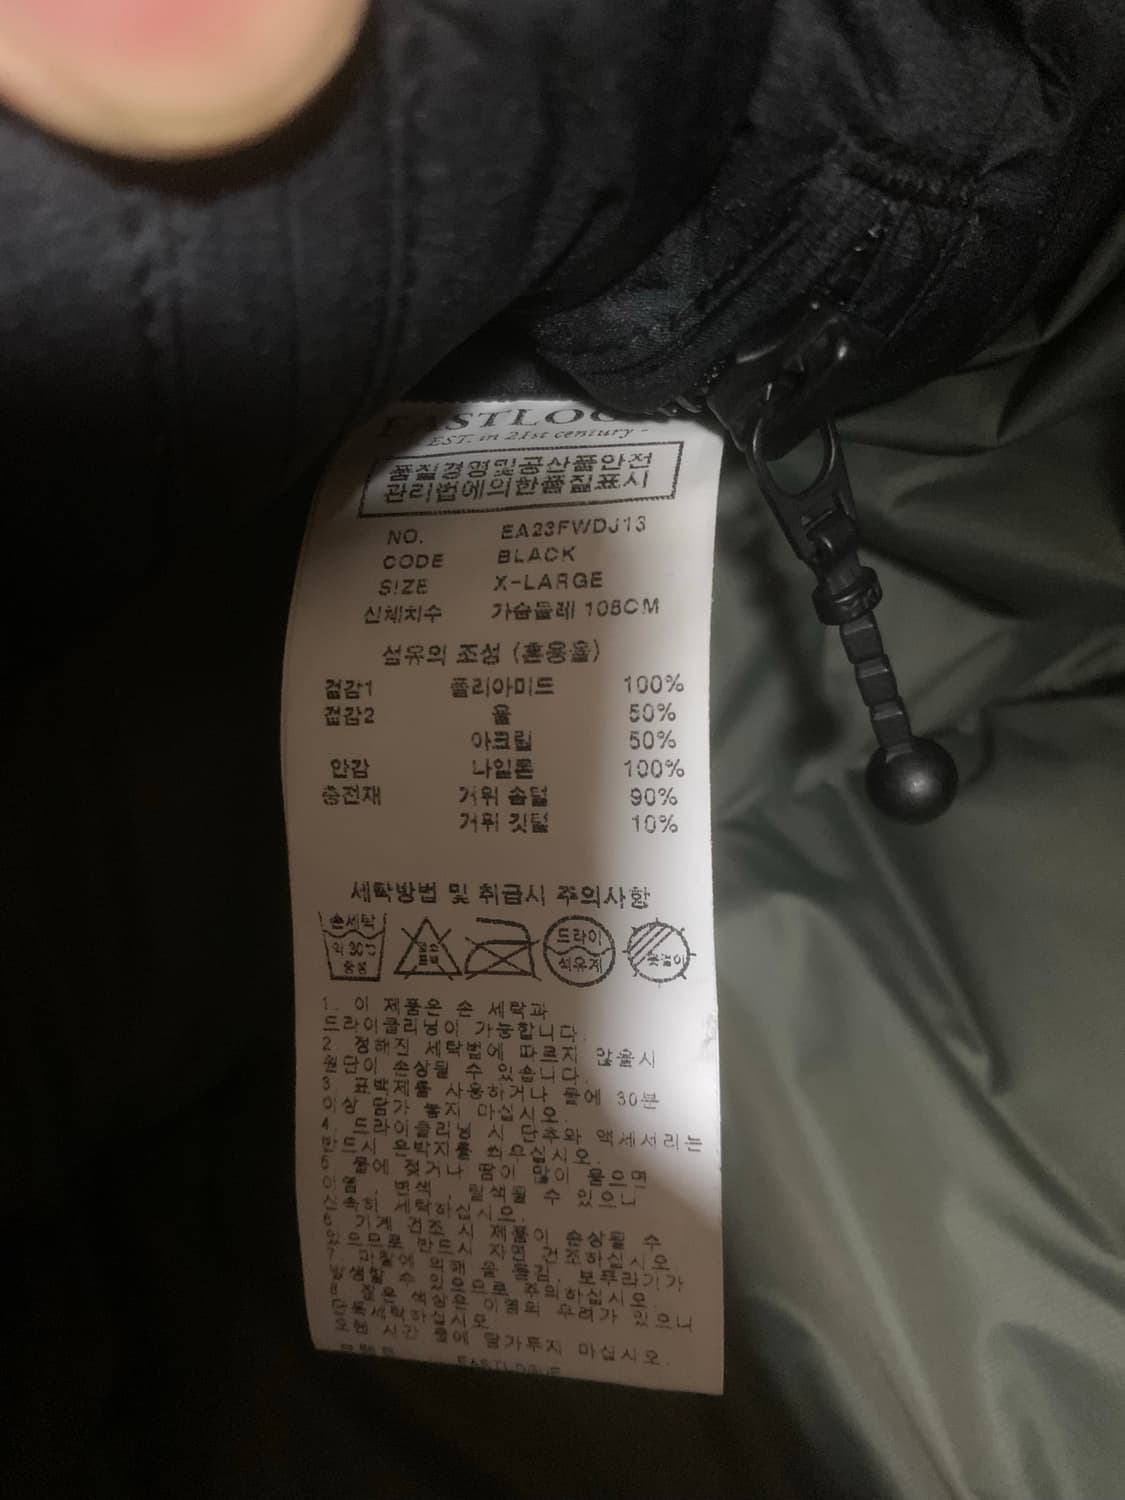 EASTLOG
EST. in 21st century -
품질경영및공산품안전
관리법에의한품질표시
NO. EA23FWDJ13
CODE BLACK
SIZE X-LARGE
신체치수 가슴둘레 108CM
섬유의 조성 (혼용율)
겉감1 폴리아미드 100%
겉감2 울 50%
아크릴 50%
안감 나일론 100%
충전재 거위 솜털 90%
거위 깃털 10%
세탁방법 및 취급시 주의사항
손세탁
약 30℃
중성
드라이
석유계
옷걸이
1. 이 제품은 손 세탁과
드라이클리닝이 가능합니다.
2. 정해진 세탁법에 따르지 않을시
원단이 손상될 수 있습니다.
3. 표백제를 사용하거나 물에 30분
이상 담가 놓지 마십시오.
4. 드라이클리닝 시 단추와 액세서리는
반드시 은박지를 하십시오.
5. 물에 젖거나 땀이 많이 묻으면
이염, 변색, 탈색될 수 있으니
신속히 세탁하십시오.
6. 기계 건조시 제품이 손상될 수
있으므로 반드시 자연 건조하십시오.
7. 마찰에 의해 보푸라기가
발생할 수 있으므로 주의하십시오.
8. 짙은 색상은 이염의 우려가 있으니
단독세탁하십시오
오랜 시간 물에 담가두지 마십시오.
EASTLOGUE